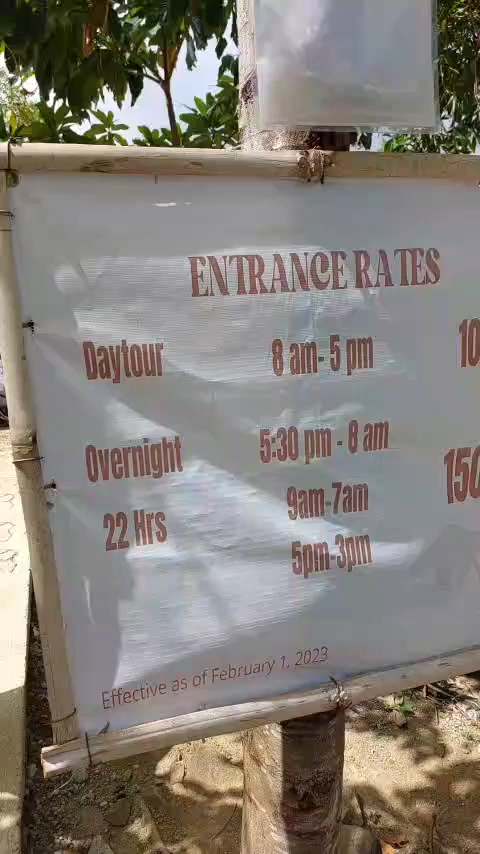 ENTRANCE RATES
Daytour 8 am- 5 pm 10
Overnight 5:30 pm - 8 am 150
22 Hrs 9am-7am
5pm-3pm
Effective as of February 1, 2023